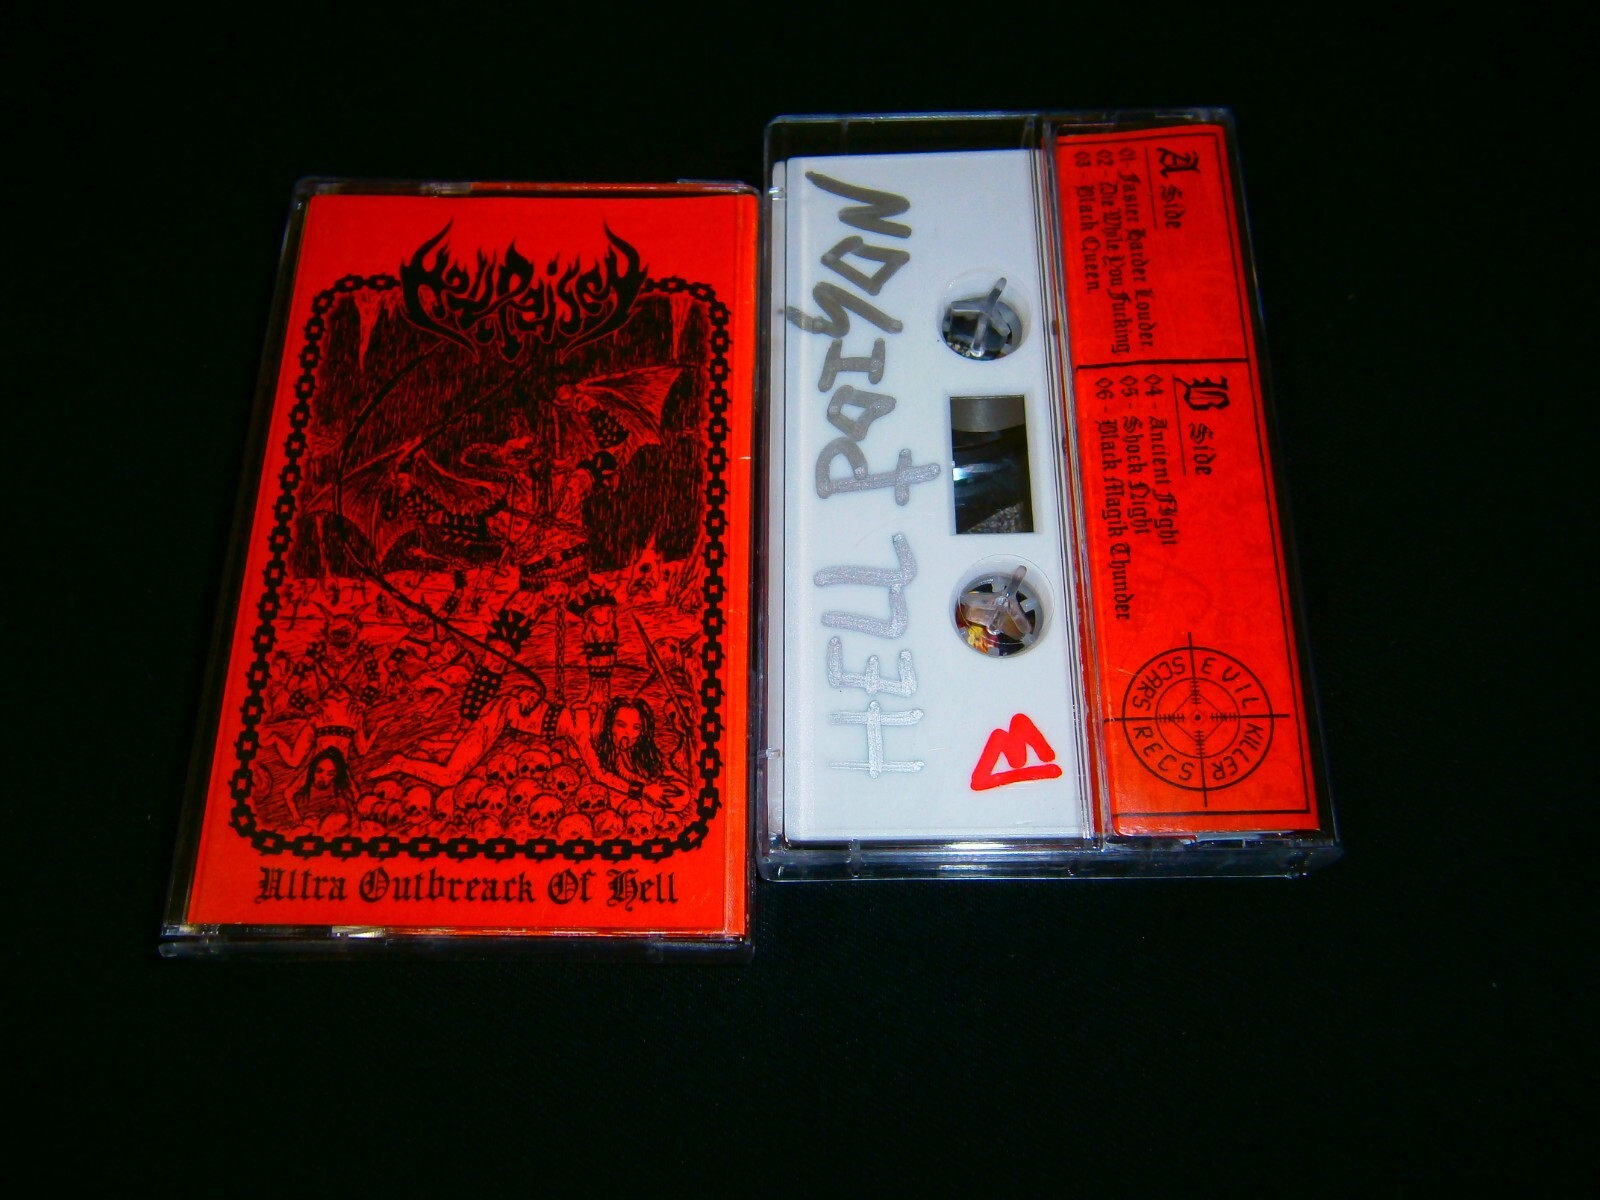 HellPoison
Ultra Outbreack Of Hell
HELL POISON
B
A Side
01- Faster Harder Louder.
02 - Die While You Fucking
03 - Black Queen.
B Side
04 - Ancient FIght
05 - Shock Night
06 - Black Magik Thunder
EVIL KILLER SCARS RECS